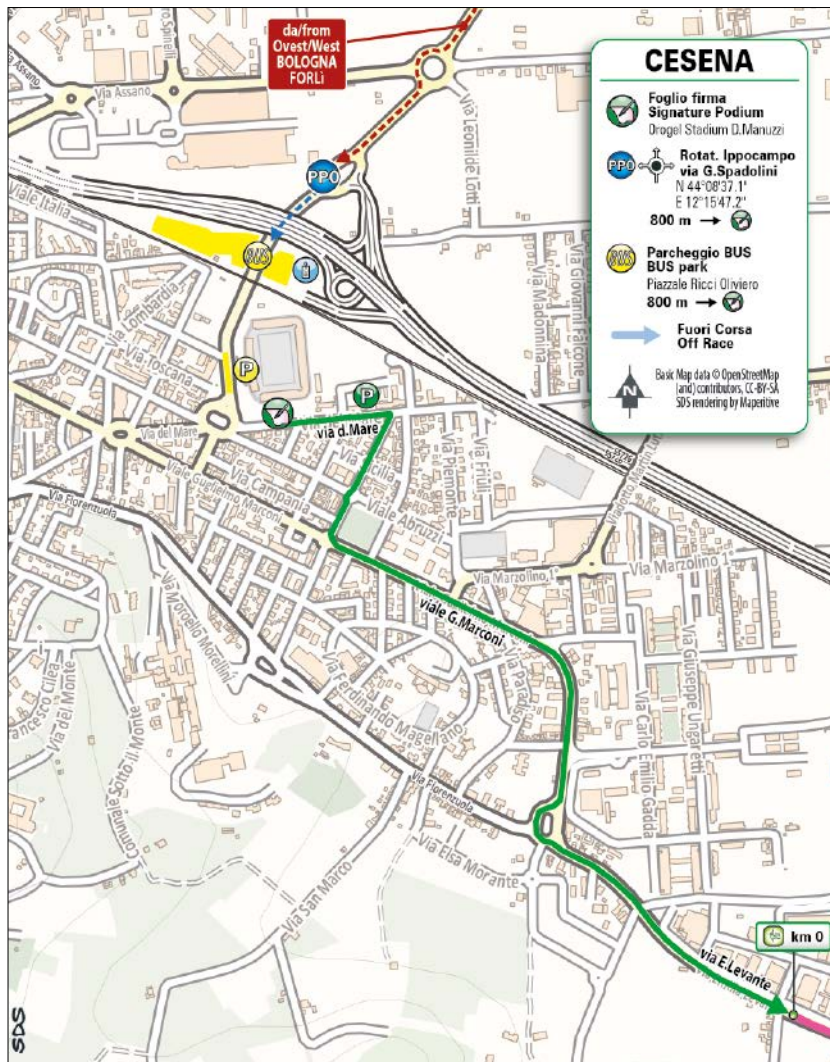 da/from
Ovest/West
BOLOGNA
FORLì
CESENA
Foglio firma
Signature Podium
Orogel Stadium D.Manuzzi
PPO
Rotat. Ippocampo
via G.Spadolini
N 44°08'37.1"
E 12°15'47.2"
800 m
BUS
Parcheggio BUS
BUS park
Piazzale Ricci Oliviero
800 m
Fuori Corsa
Off Race
N
Basic Map data © OpenStreetMap
(and) contributors, CC-BY-SA
SDS rendering by Maperitive
Via Assano
Via Assano
Via Leonilde Lotti
PPO
Viale Italia
BUS
Via Lombardia
Via Toscana
P
P
Via Madonnina
Via Giovanni Falcone
Via del Mare
via d.Mare
Via Campania
Viale Guglielmo Marconi
Viale Abruzzi
Via Piemonte
Via Friuli
Via Fiorenzuola
Via Marzolino 1°
Via Marzolino 1°
viale G.Marconi
Via Paradiso
Via Ferdinando Magellano
Via Carlo Emilio Gadda
Via Giuseppe Ungaretti
Via del Monte
Comunale Sotto il Monte
Via Fiorenzuola
Via San Marco
Via Elsa Morante
km 0
via E.Levante
SDS